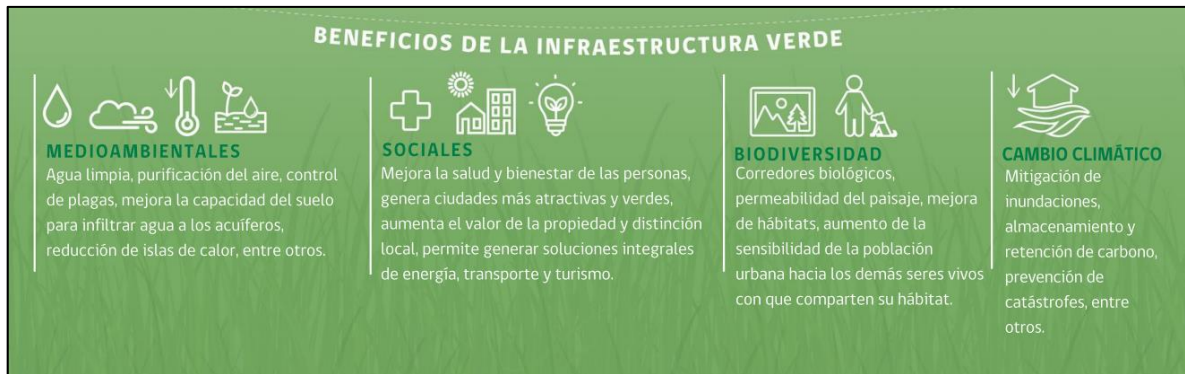 BENEFICIOS DE LA INFRAESTRUCTURA VERDE
MEDIOAMBIENTALES
Agua limpia, purificación del aire, control
de plagas, mejora la capacidad del suelo
para infiltrar agua a los acuíferos,
reducción de islas de calor, entre otros.
SOCIALES
Mejora la salud y bienestar de las personas,
genera ciudades más atractivas y verdes,
aumenta el valor de la propiedad y distinción
local, permite generar soluciones integrales
de energía, transporte y turismo.
BIODIVERSIDAD
Corredores biológicos,
permeabilidad del paisaje, mejora
de hábitats, aumento de la
sensibilidad de la población
urbana hacia los demás seres vivos
con que comparten su hábitat.
CAMBIO CLIMÁTICO
Mitigación de
inundaciones,
almacenamiento y
retención de carbono,
prevención de
catástrofes, entre
otros.